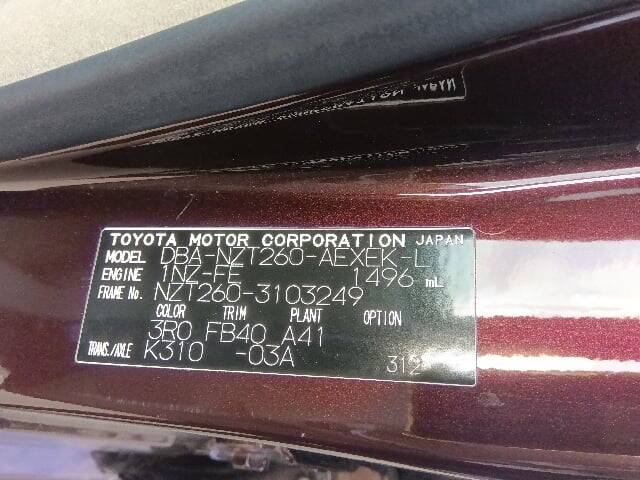 TOYOTA MOTOR CORPORATION JAPAN
MODEL DBA-NZT260-AEXEK-L
ENGINE 1NZ-FE 1496 mL
FRAME No. NZT260-3103249
COLOR TRIM PLANT OPTION
3R0 FB40 A41
TRANS./AXLE K310 -03A
312